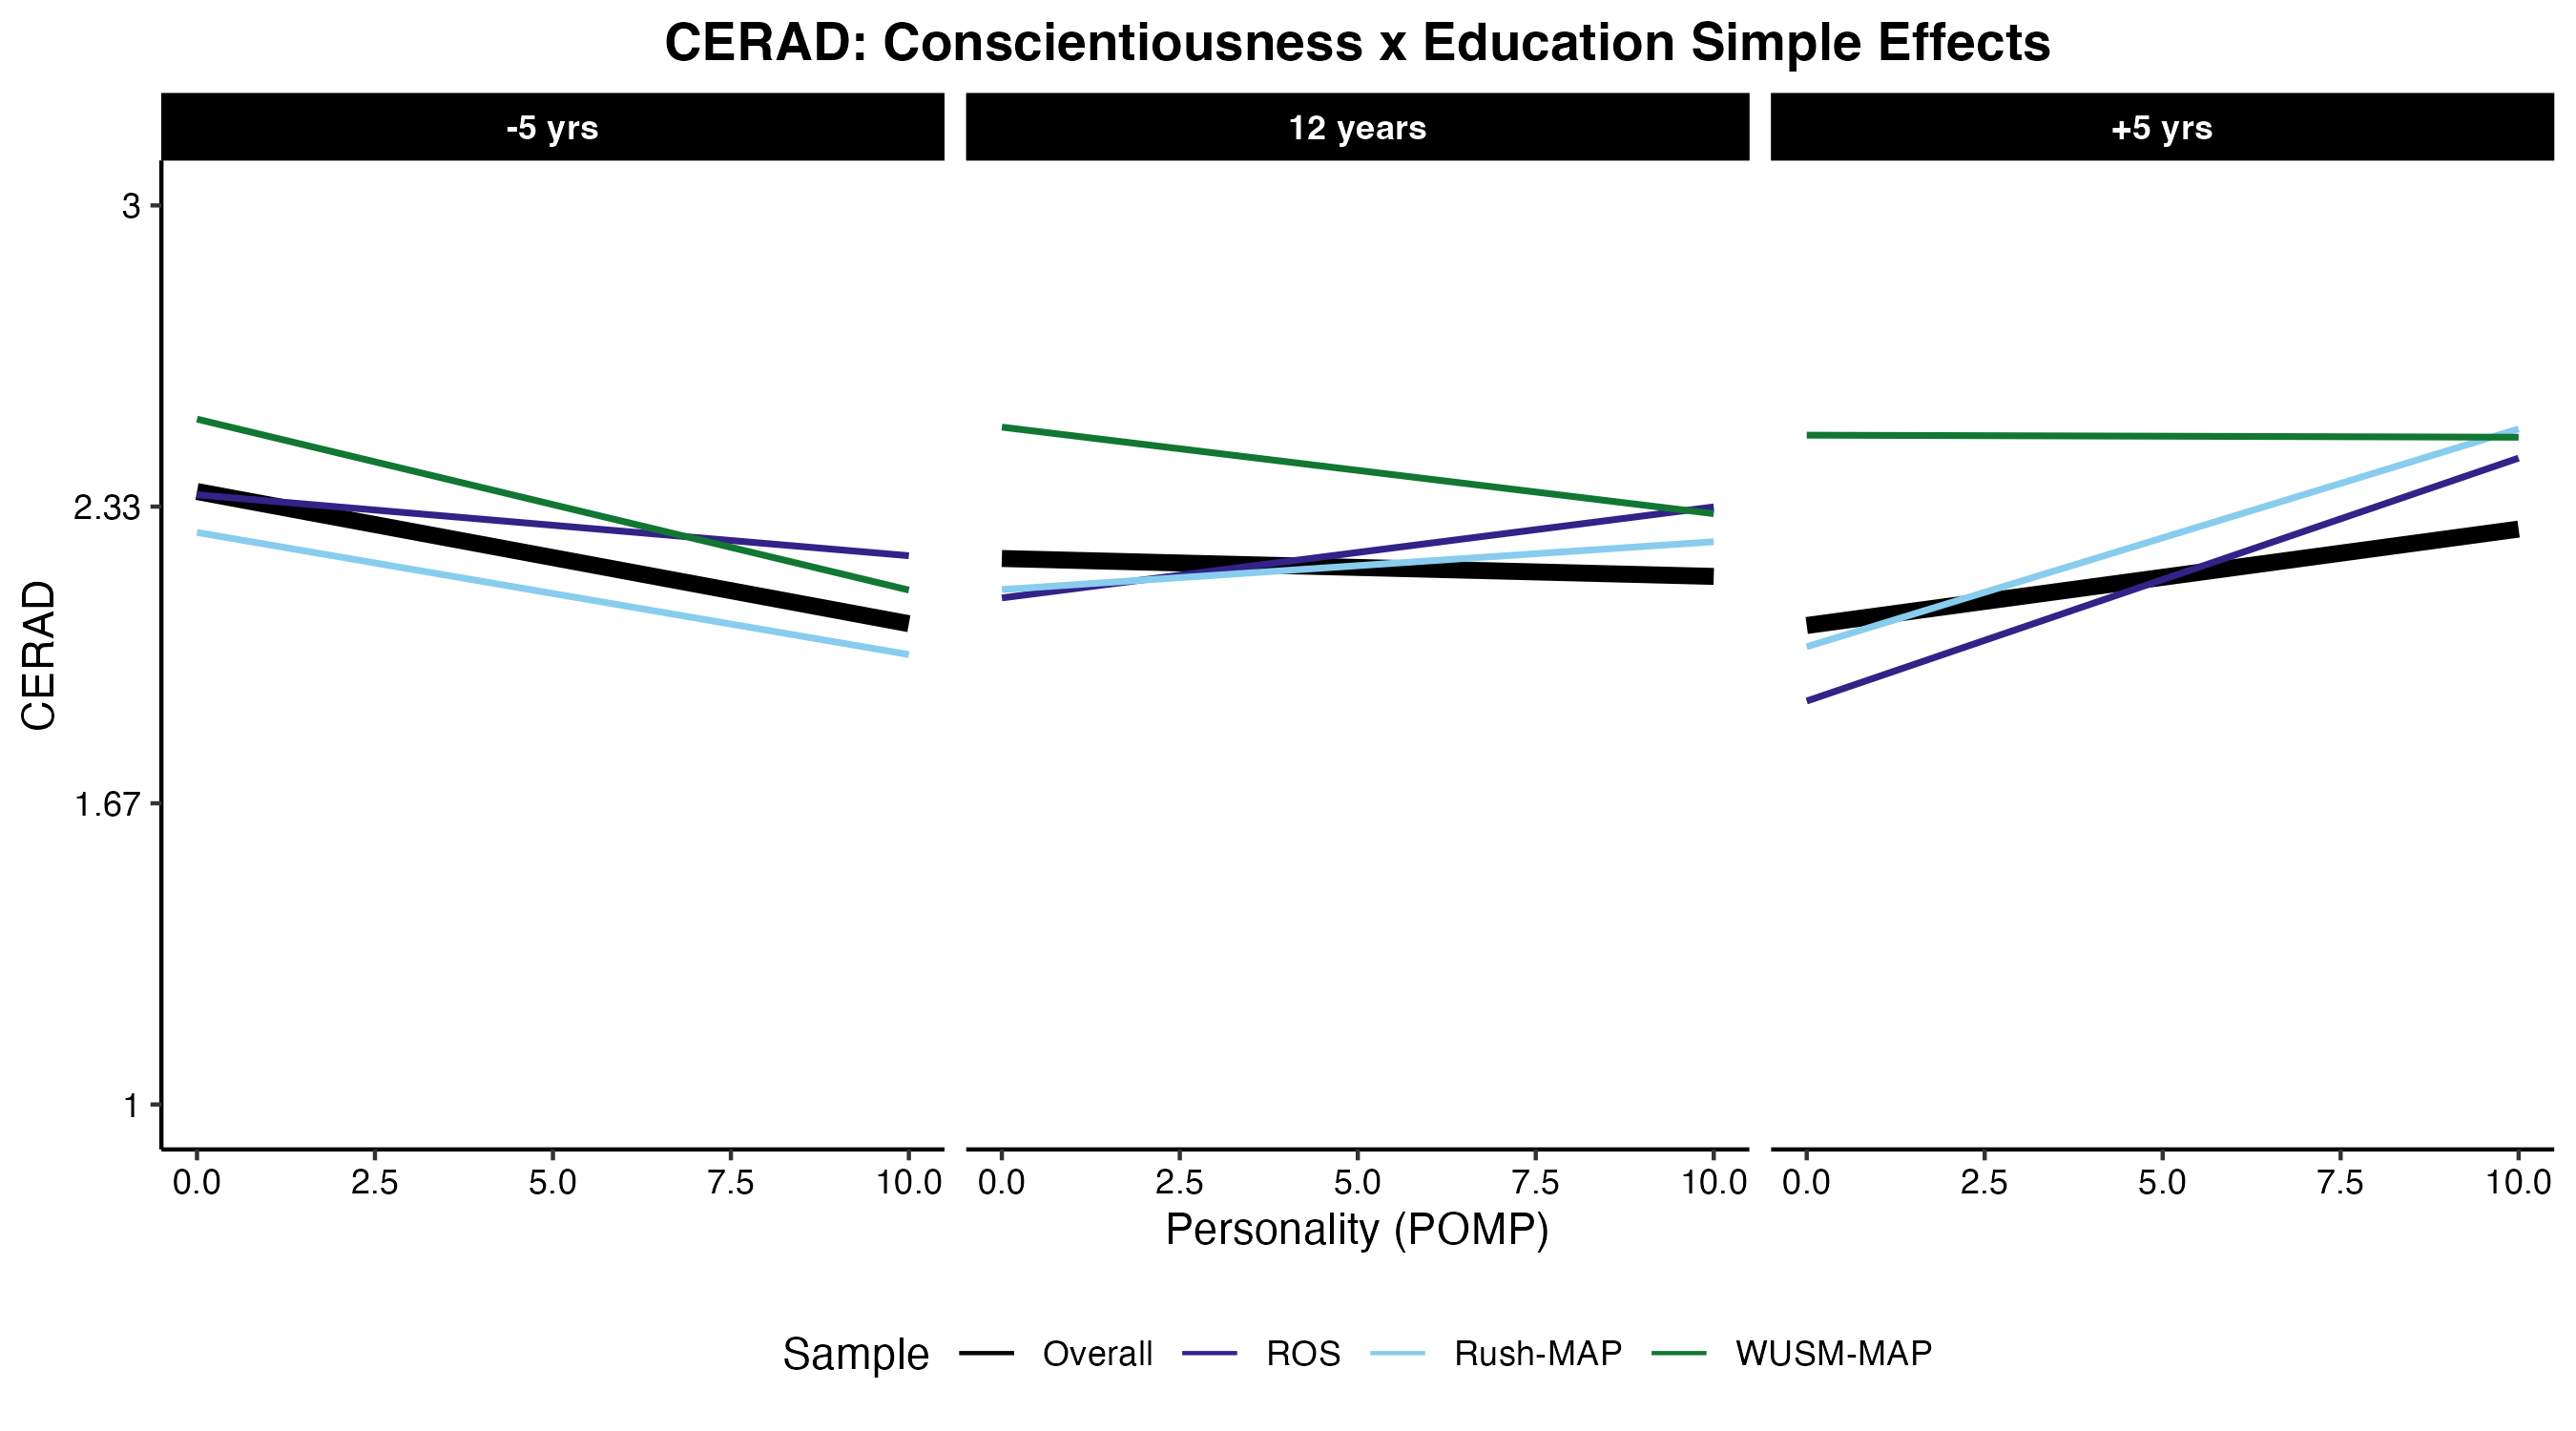 CERAD: Conscientiousness x Education Simple Effects
-5 yrs 12 years +5 yrs
3
2.33
1.67
1
CERAD
0.0 2.5 5.0 7.5 10.0 0.0 2.5 5.0 7.5 10.0 0.0 2.5 5.0 7.5 10.0
Personality (POMP)
Sample Overall ROS Rush-MAP WUSM-MAP